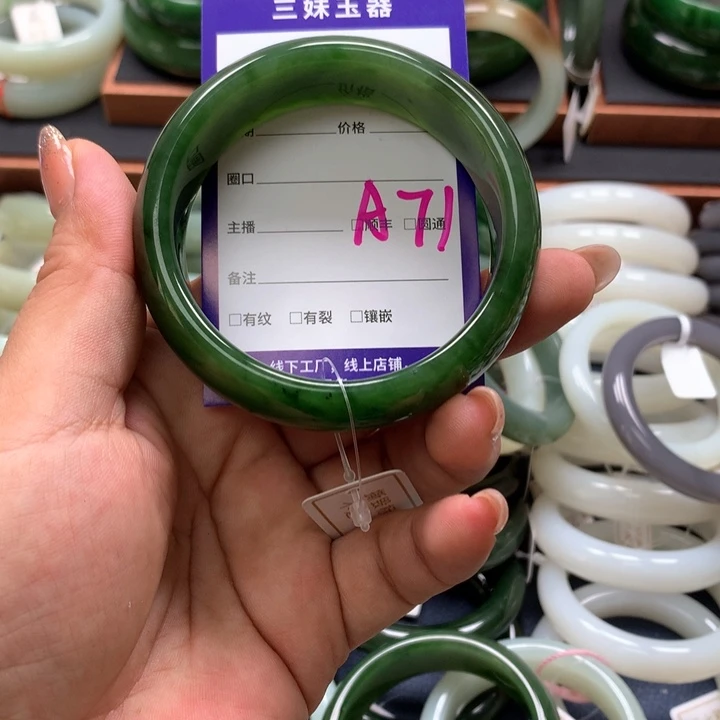 三妹玉器
价格
圈口
主播 □顺丰 □圆通
A71
备注
□有纹 □有裂 □镶嵌
线下工厂，线上店铺